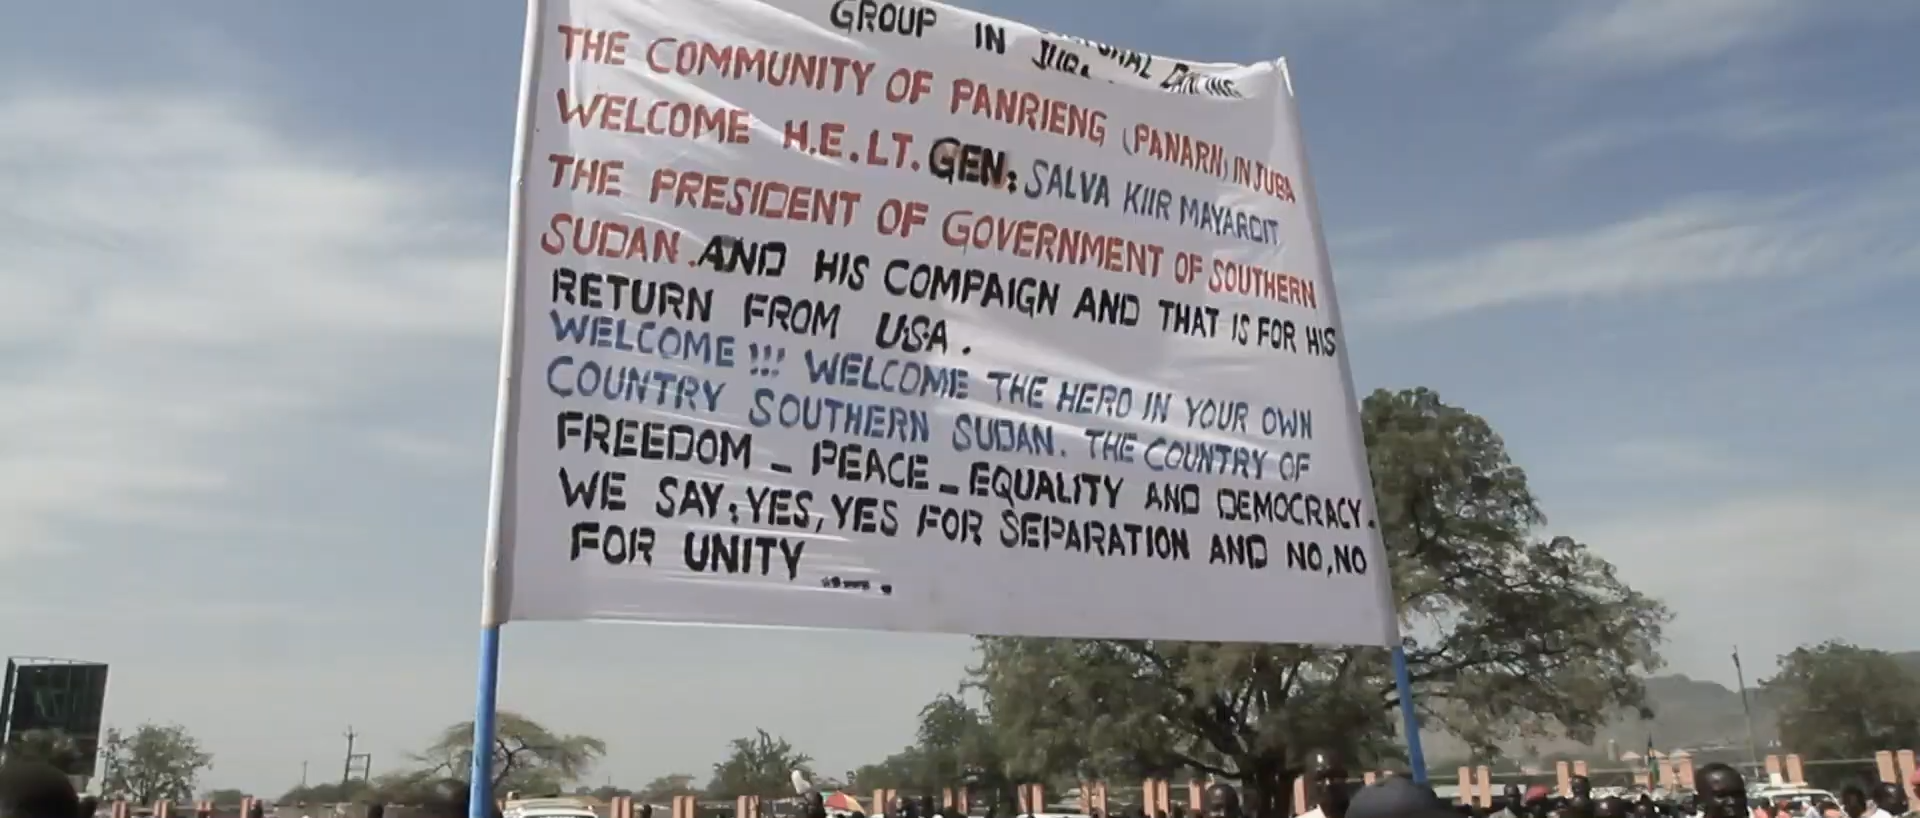 GROUP IN JUBA DANCING
THE COMMUNITY OF PANRIENG (PANARN) IN JUBA
WELCOME H.E.LT. GEN: SALVA KIIR MAYARDIT
THE PRESIDENT OF GOVERNMENT OF SOUTHERN
SUDAN .AND HIS COMPAIGN AND THAT IS FOR HIS
RETURN FROM USA.
WELCOME!!! WELCOME THE HERO IN YOUR OWN
COUNTRY SOUTHERN SUDAN. THE COUNTRY OF
FREEDOM _ PEACE _ EQUALITY AND DEMOCRACY.
WE SAY: YES, YES FOR SEPARATION AND NO, NO
FOR UNITY